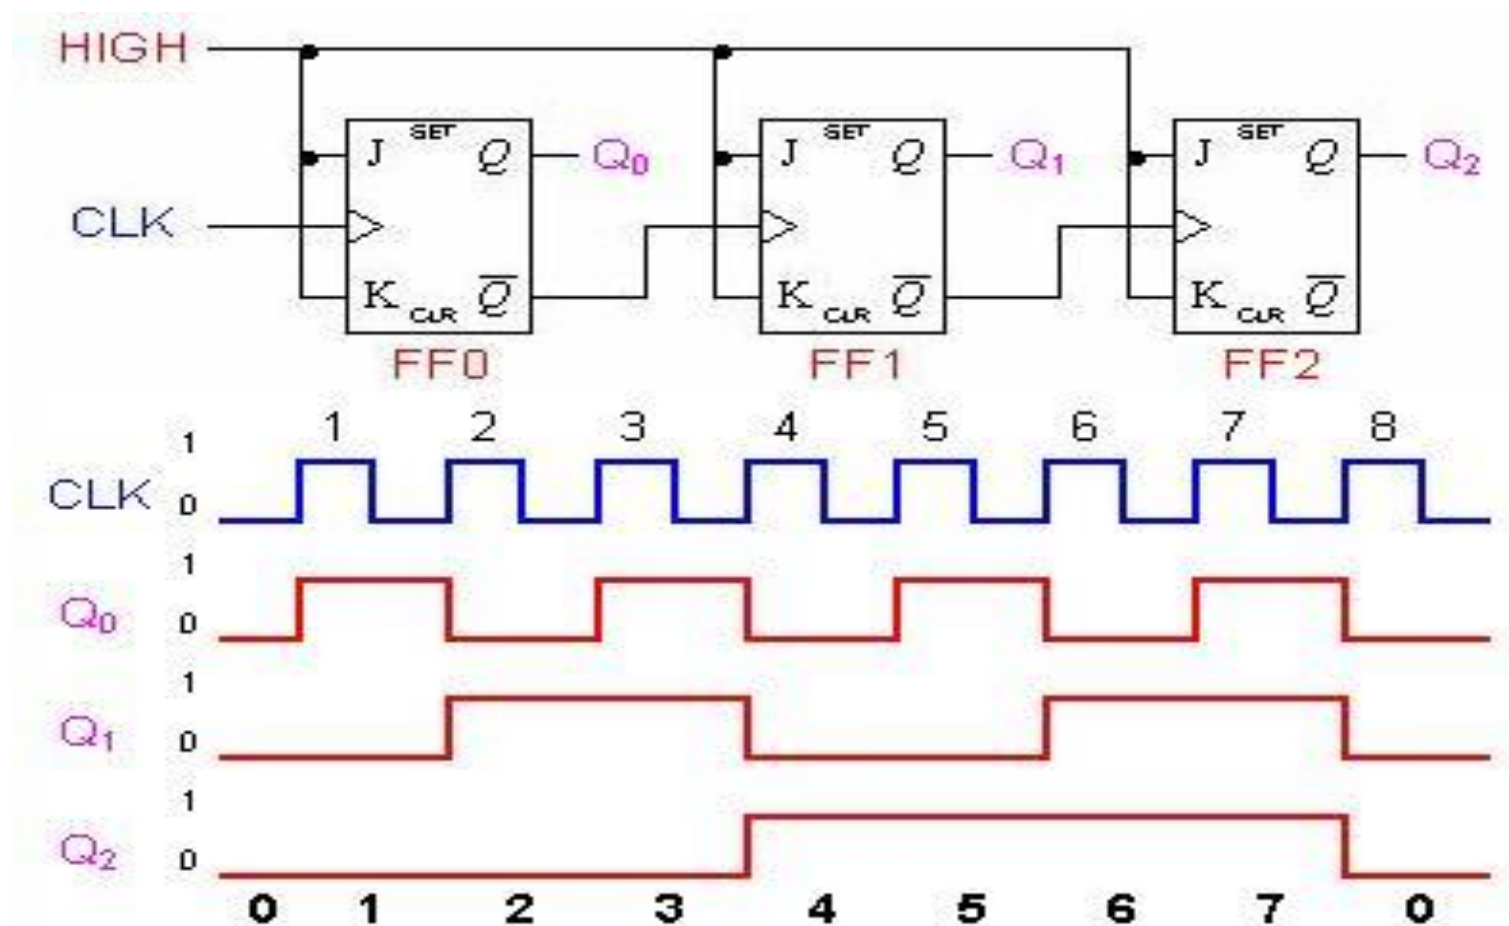 HIGH
SET SET SET
J Q Q0 J Q Q1 J Q Q2
CLK
K Q̅ K Q̅ K Q̅
CLR CLR CLR
FF0 FF1 FF2
1 2 3 4 5 6 7 8
1
CLK 0
1
Q0 0
1
Q1 0
1
Q2 0
0 1 2 3 4 5 6 7 0